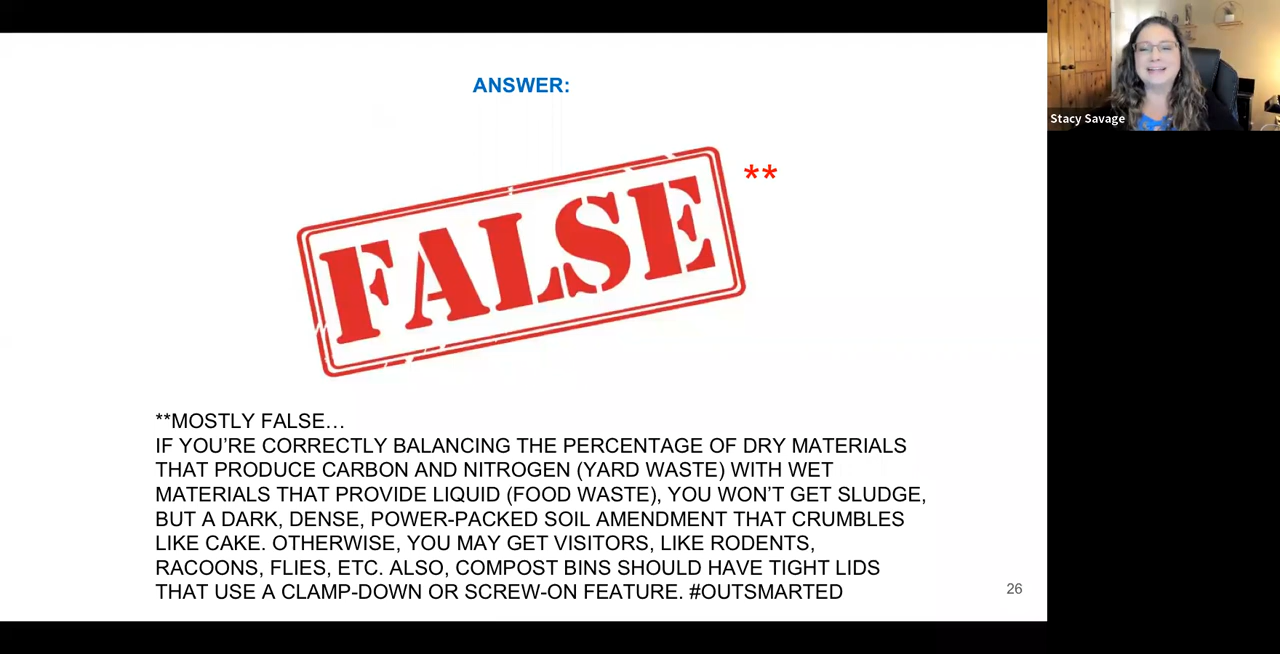 ANSWER:
FALSE
**
**MOSTLY FALSE…
IF YOU’RE CORRECTLY BALANCING THE PERCENTAGE OF DRY MATERIALS
THAT PRODUCE CARBON AND NITROGEN (YARD WASTE) WITH WET
MATERIALS THAT PROVIDE LIQUID (FOOD WASTE), YOU WON’T GET SLUDGE,
BUT A DARK, DENSE, POWER-PACKED SOIL AMENDMENT THAT CRUMBLES
LIKE CAKE. OTHERWISE, YOU MAY GET VISITORS, LIKE RODENTS,
RACOONS, FLIES, ETC. ALSO, COMPOST BINS SHOULD HAVE TIGHT LIDS
THAT USE A CLAMP-DOWN OR SCREW-ON FEATURE. #OUTSMARTED
26
Stacy Savage